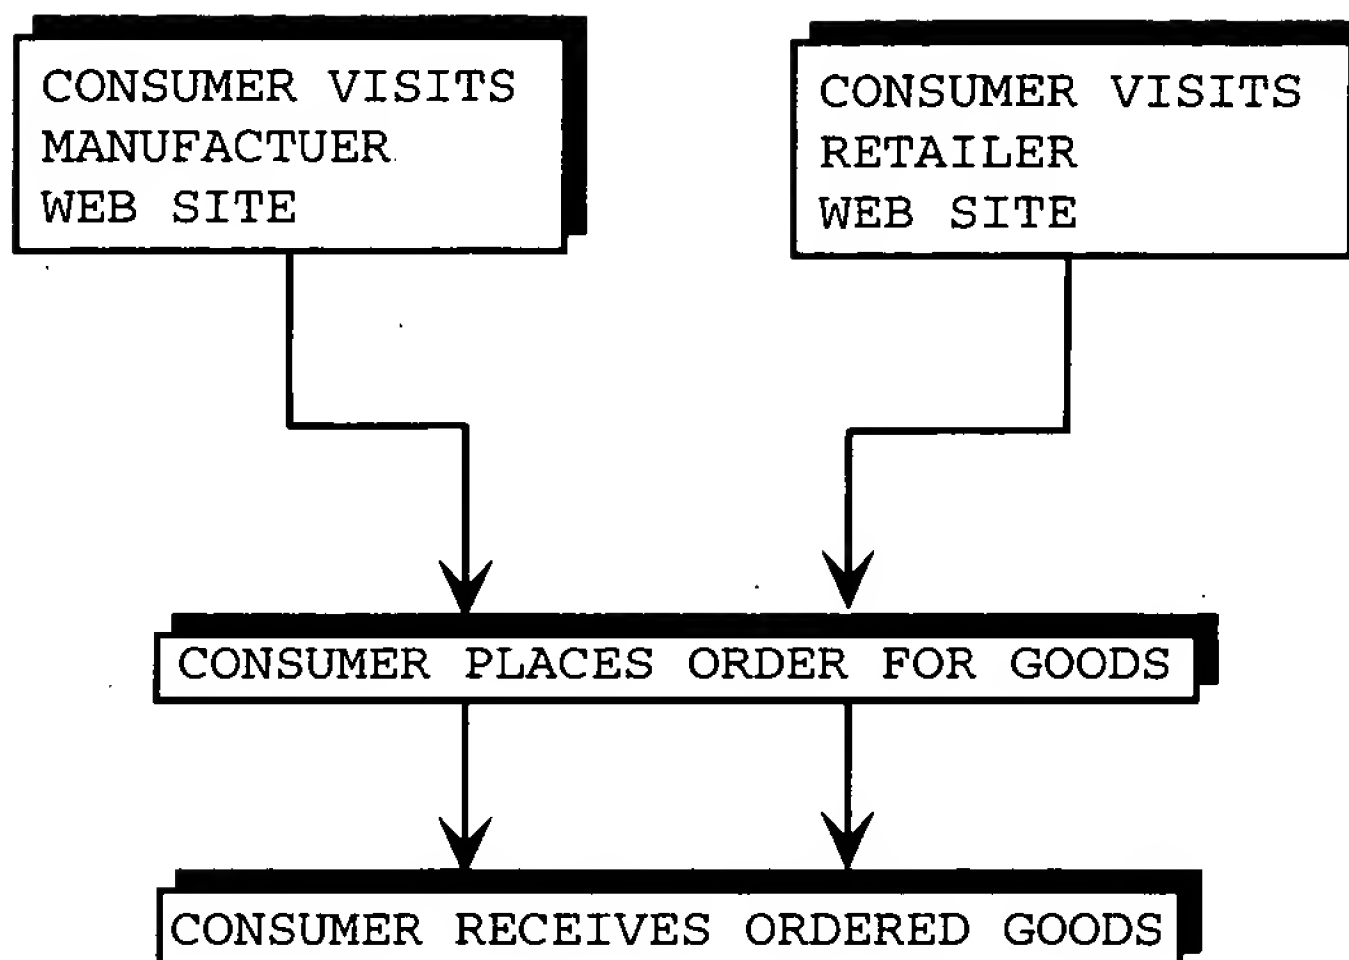 CONSUMER VISITS
MANUFACTUER
WEB SITE
CONSUMER VISITS
RETAILER
WEB SITE
CONSUMER PLACES ORDER FOR GOODS
CONSUMER RECEIVES ORDERED GOODS